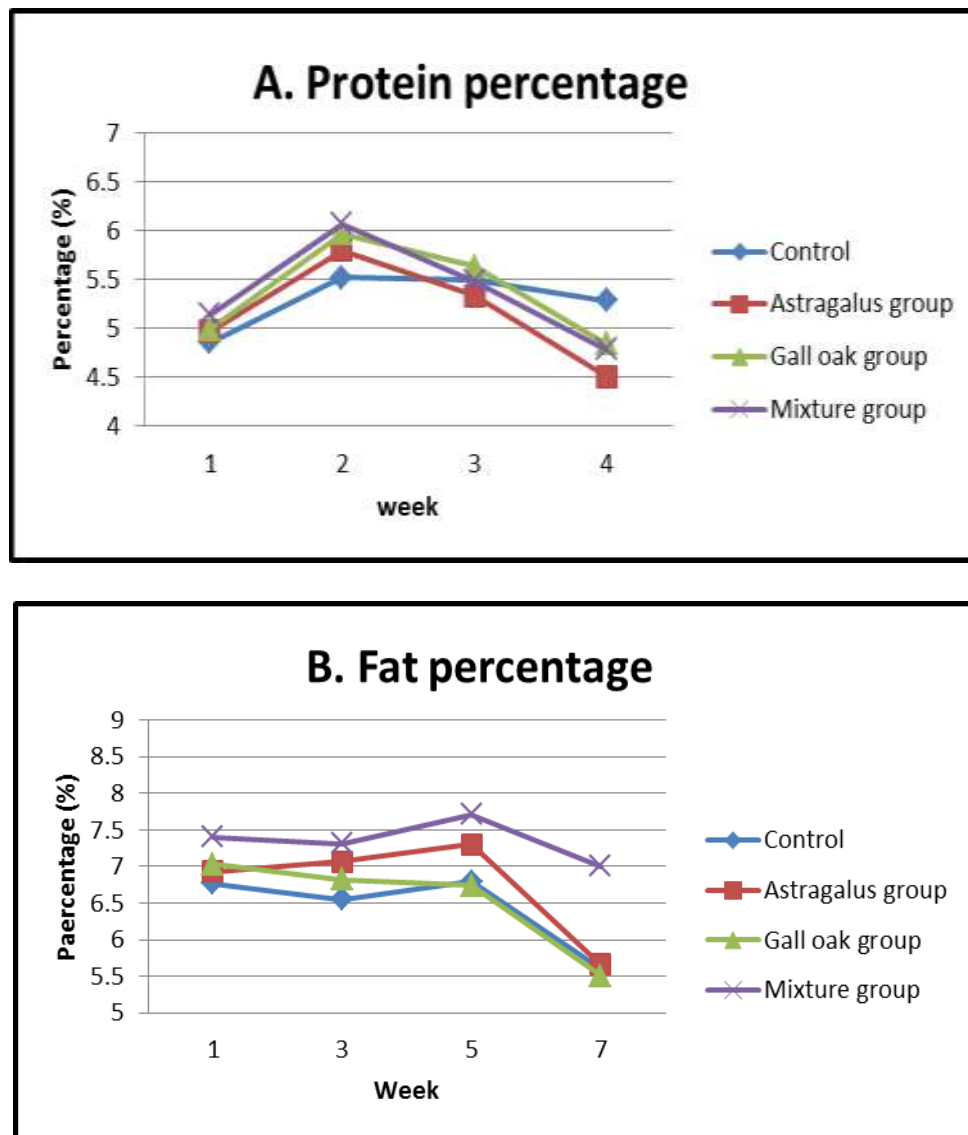 A. Protein percentage
7
6.5
6
5.5
5
4.5
4
Percentage (%)
1 2 3 4
week
Control
Astragalus group
Gall oak group
Mixture group
B. Fat percentage
9
8.5
8
7.5
7
6.5
6
5.5
5
Paercentage (%)
1 3 5 7
Week
Control
Astragalus group
Gall oak group
Mixture group